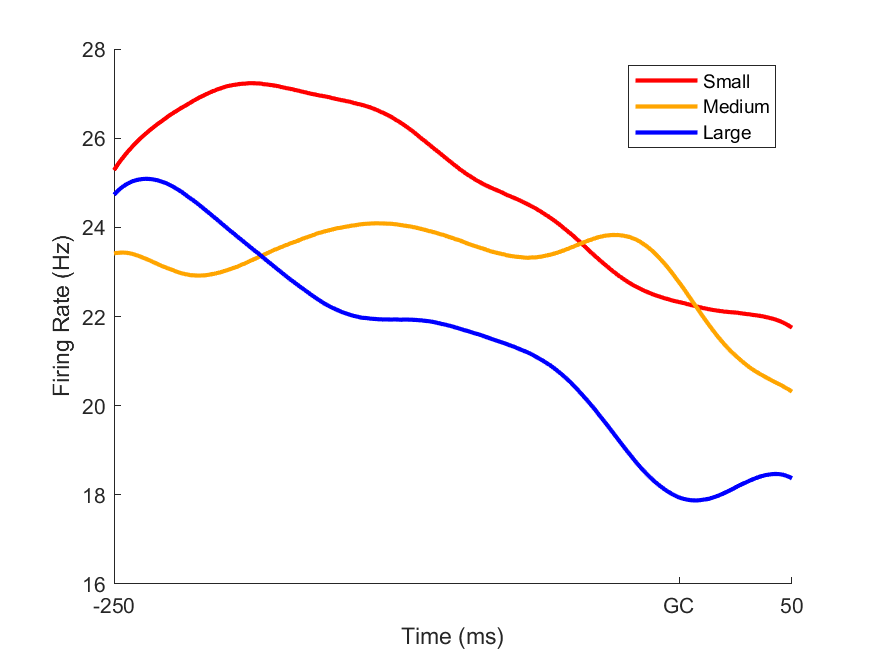 28
26
24
22
20
18
16
Firing Rate (Hz)
Small
Medium
Large
-250
GC
50
Time (ms)